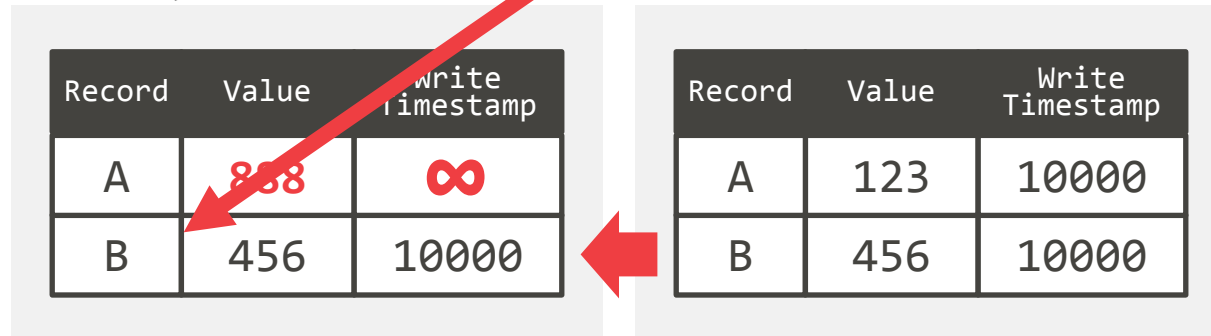 Record Value Write Timestamp
A 888 ∞
B 456 10000
Record Value Write Timestamp
A 123 10000
B 456 10000